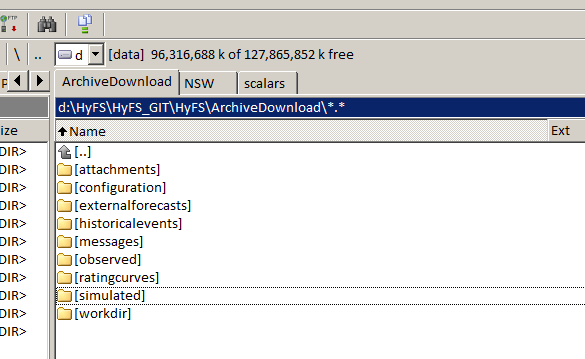 FTP
\ .. d [data] 96,316,688 k of 127,865,852 k free
ArchiveDownload NSW scalars
d:\HyFS\HyFS_GIT\HyFS\ArchiveDownload\*.*
ize Name Ext
DIR> [..]
DIR> [attachments]
DIR> [configuration]
DIR> [externalforecasts]
DIR> [historicalevents]
DIR> [messages]
DIR> [observed]
DIR> [ratingcurves]
DIR> [simulated]
DIR> [workdir]
DIR>